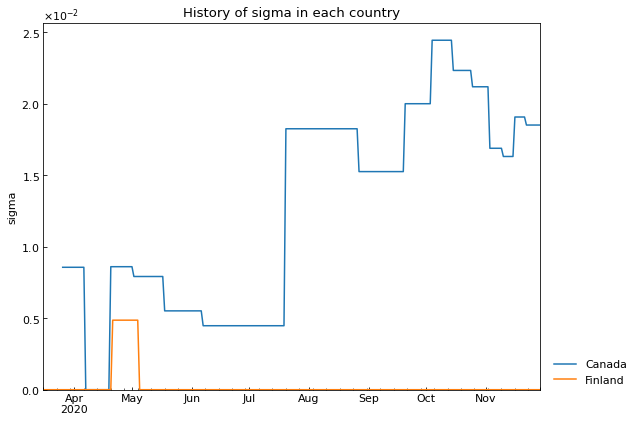 History of sigma in each country
×10⁻²
2.5
2.0
1.5
1.0
0.5
0.0
sigma
Apr May Jun Jul Aug Sep Oct Nov
2020
Canada
Finland